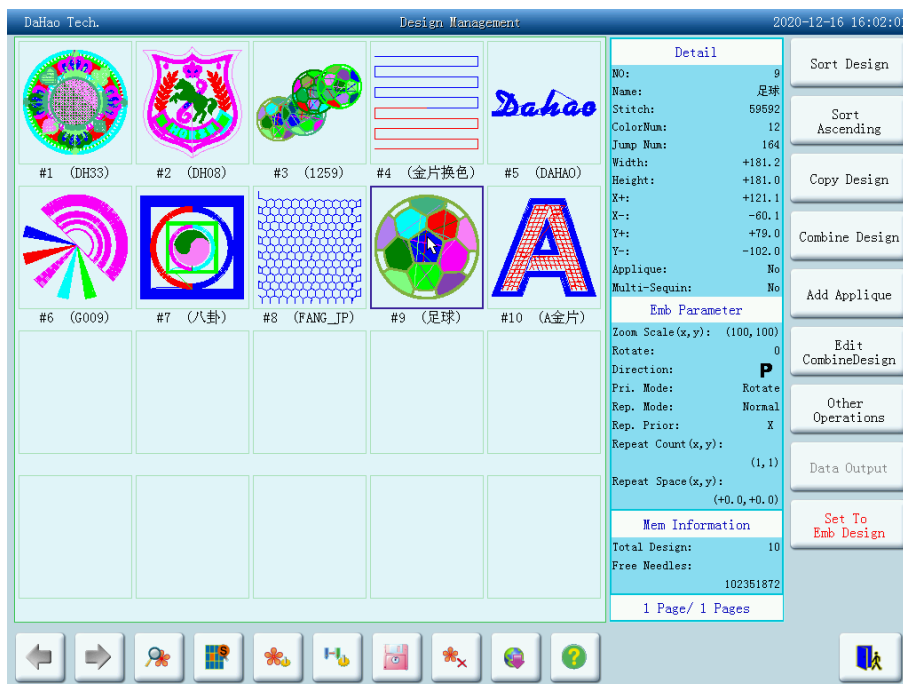 DaHao Tech.
Design Management
2020-12-16 16:02:0
Dahao
#1 (DH33)
#2 (DH08)
#3 (1259)
#4 (金片换色)
#5 (DAHAO)
A
#6 (G009)
#7 (八卦)
#8 (FANG_JP)
#9 (足球)
#10 (A金片)
Detail
NO: 9
Name: 足球
Stitch: 59592
ColorNum: 12
Jump Num: 164
Width: +181.2
Height: +181.0
X+: +121.1
X-: -60.1
Y+: +79.0
Y-: -102.0
Applique: No
Multi-Sequin: No
Emb Parameter
Zoom Scale(x,y): (100,100)
Rotate: 0
Direction: P
Pri. Mode: Rotate
Rep. Mode: Normal
Rep. Prior: X
Repeat Count(x,y):
(1,1)
Repeat Space(x,y):
(+0.0,+0.0)
Mem Information
Total Design: 10
Free Needles:
102351872
1 Page/ 1 Pages
Sort Design
Sort
Ascending
Copy Design
Combine Design
Add Applique
Edit
CombineDesign
Other
Operations
Data Output
Set To
Emb Design
S
?